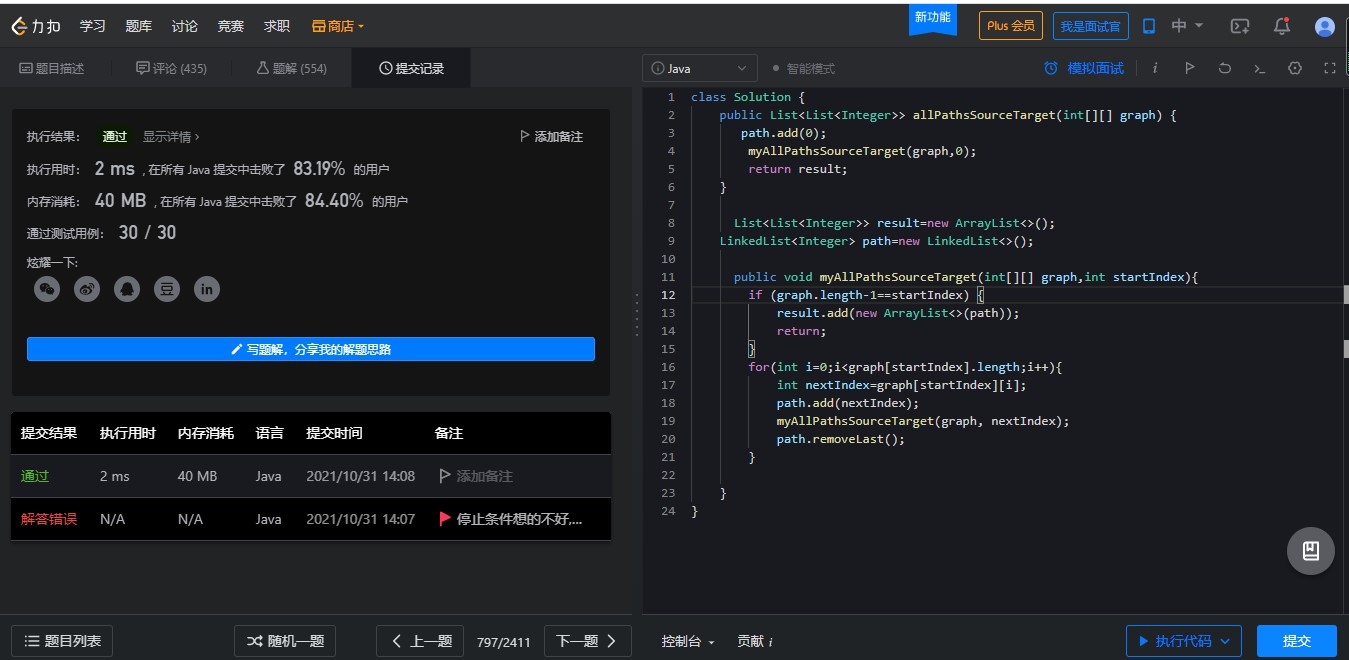 力扣 学习 题库 讨论 竞赛 求职 商店 新功能 Plus 会员 我是面试官 中
题目描述 评论 (435) 题解 (554) 提交记录
执行结果： 通过 显示详情 › 添加备注
执行用时： 2 ms , 在所有 Java 提交中击败了 83.19% 的用户
内存消耗： 40 MB , 在所有 Java 提交中击败了 84.40% 的用户
通过测试用例： 30 / 30
炫耀一下:
豆 in
写题解，分享我的解题思路
提交结果 执行用时 内存消耗 语言 提交时间 备注
通过 2 ms 40 MB Java 2021/10/31 14:08 添加备注
解答错误 N/A N/A Java 2021/10/31 14:07 停止条件想的不好,...
题目列表 随机一题 上一题 797/2411 下一题
Java 智能模式 模拟面试 i
1 class Solution {
2 public List<List<Integer>> allPathsSourceTarget(int[][] graph) {
3 path.add(0);
4 myAllPathsSourceTarget(graph,0);
5 return result;
6 }
7
8 List<List<Integer>> result=new ArrayList<>();
9 LinkedList<Integer> path=new LinkedList<>();
10
11 public void myAllPathsSourceTarget(int[][] graph,int startIndex){
12 if (graph.length-1==startIndex) {
13 result.add(new ArrayList<>(path));
14 return;
15 }
16 for(int i=0;i<graph[startIndex].length;i++){
17 int nextIndex=graph[startIndex][i];
18 path.add(nextIndex);
19 myAllPathsSourceTarget(graph, nextIndex);
20 path.removeLast();
21 }
22
23 }
24 }
控制台 贡献 i 执行代码 提交